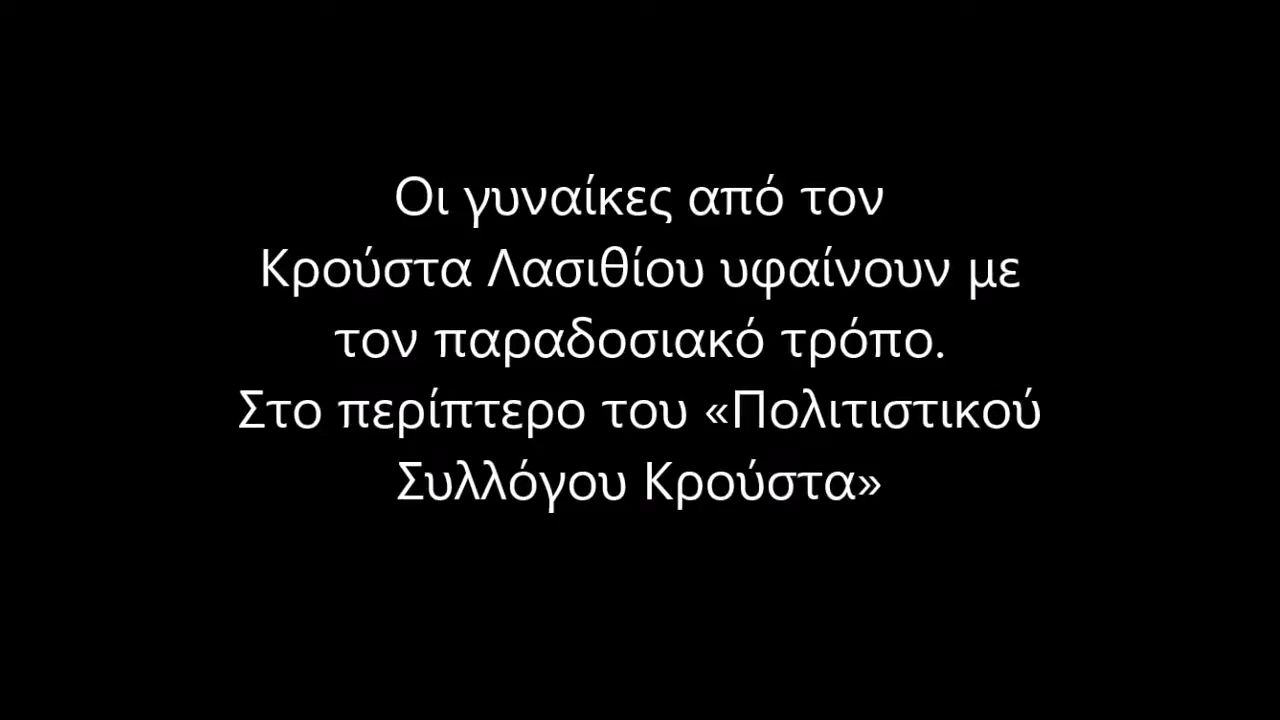 Οι γυναίκες από τον
Κρούστα Λασιθίου υφαίνουν με
τον παραδοσιακό τρόπο.
Στο περίπτερο του «Πολιτιστικού
Συλλόγου Κρούστα»